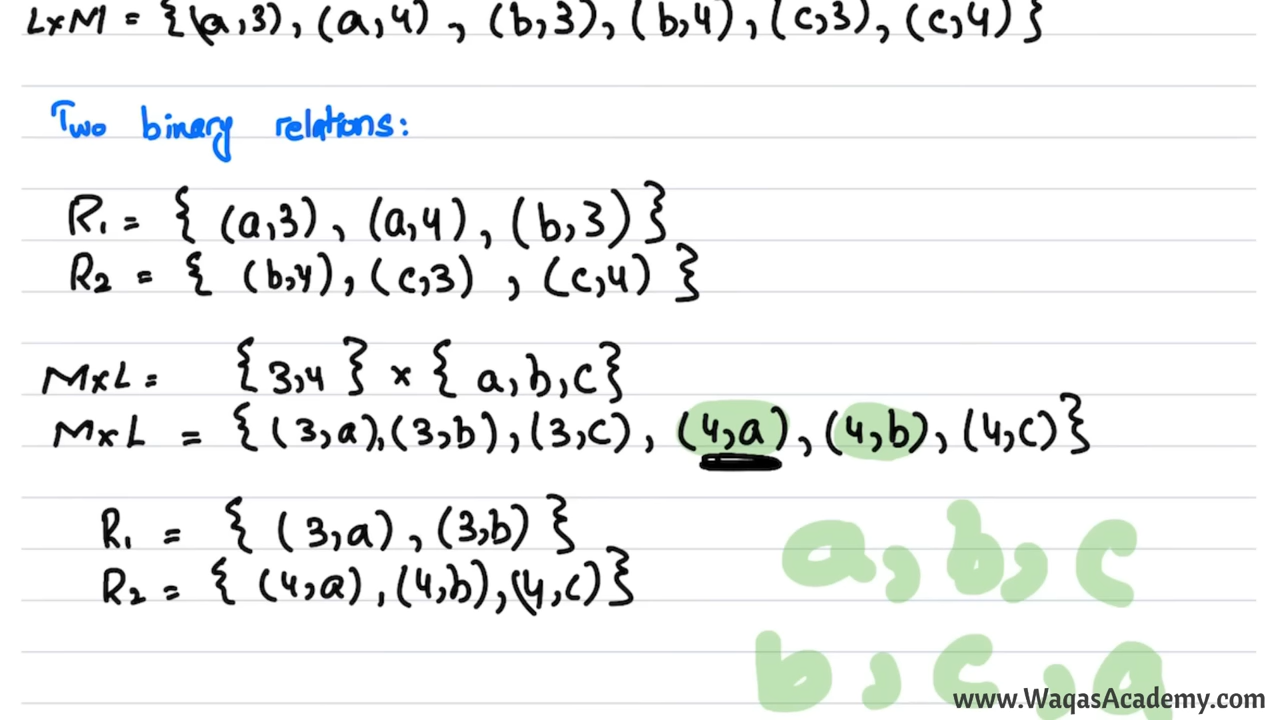 L×M = {(a,3), (a,4), (b,3), (b,4), (c,3), (c,4)}
Two binary relations:
R₁ = { (a,3), (a,4), (b,3)}
R₂ = { (b,4), (c,3), (c,4) }
M×L = {3,4} × { a, b, c}
M×L = {(3,a),(3,b),(3,c), (4,a), (4,b), (4,c)}
R₁ = { (3,a), (3,b)}
R₂ = { (4,a), (4,b), (4,c)}
a, b, c
b, c, a
www.WaqasAcademy.com